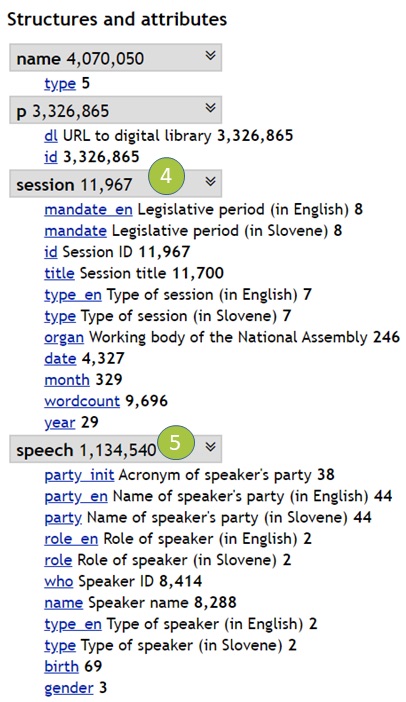 Structures and attributes
name 4,070,050
type 5
p 3,326,865
dl URL to digital library 3,326,865
id 3,326,865
session 11,967 4
mandate_en Legislative period (in English) 8
mandate Legislative period (in Slovene) 8
id Session ID 11,967
title Session title 11,700
type_en Type of session (in English) 7
type Type of session (in Slovene) 7
organ Working body of the National Assembly 246
date 4,327
month 329
wordcount 9,696
year 29
speech 1,134,540 5
party_init Acronym of speaker's party 38
party_en Name of speaker's party (in English) 44
party Name of speaker's party (in Slovene) 44
role_en Role of speaker (in English) 2
role Role of speaker (in Slovene) 2
who Speaker ID 8,414
name Speaker name 8,288
type_en Type of speaker (in English) 2
type Type of speaker (in Slovene) 2
birth 69
gender 3